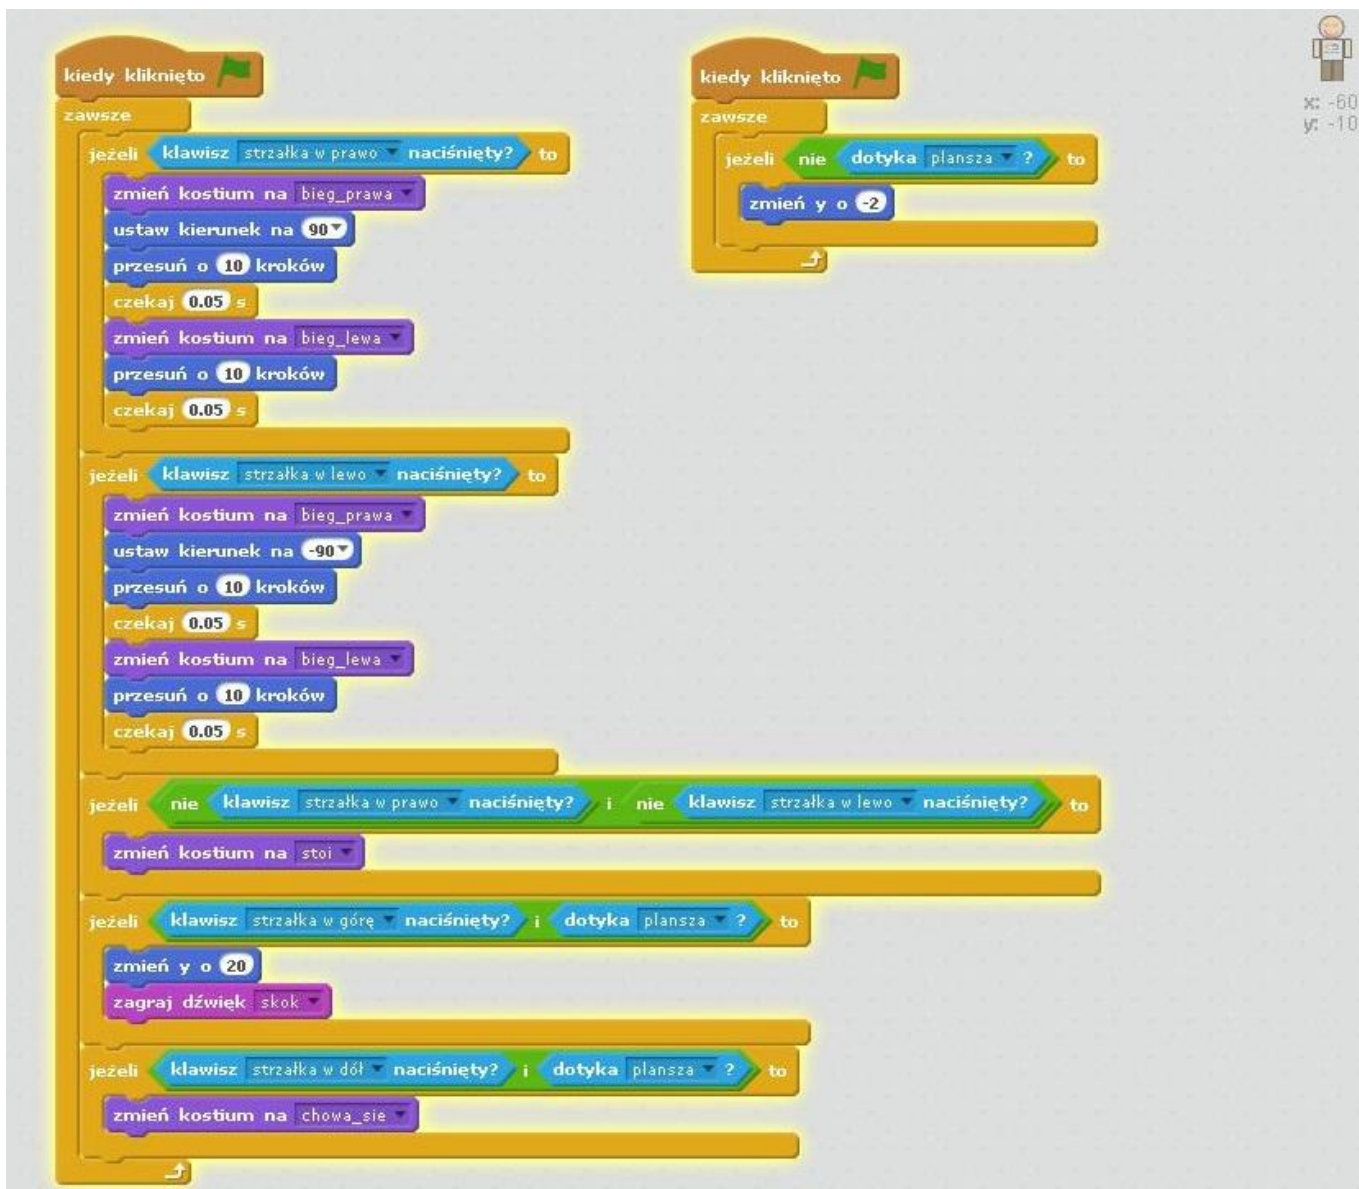 kiedy kliknięto
zawsze
jeżeli klawisz strzałka w prawo naciśnięty? to
zmień kostium na bieg_prawa
ustaw kierunek na 90
przesuń o 10 kroków
czekaj 0.05 s
zmień kostium na bieg_lewa
przesuń o 10 kroków
czekaj 0.05 s
jeżeli klawisz strzałka w lewo naciśnięty? to
zmień kostium na bieg_prawa
ustaw kierunek na -90
przesuń o 10 kroków
czekaj 0.05 s
zmień kostium na bieg_lewa
przesuń o 10 kroków
czekaj 0.05 s
jeżeli nie klawisz strzałka w prawo naciśnięty? i nie klawisz strzałka w lewo naciśnięty? to
zmień kostium na stoi
jeżeli klawisz strzałka w górę naciśnięty? i dotyka plansza ? to
zmień y o 20
zagraj dźwięk skok
jeżeli klawisz strzałka w dół naciśnięty? i dotyka plansza ? to
zmień kostium na chowa_sie
kiedy kliknięto
zawsze
jeżeli nie dotyka plansza ? to
zmień y o -2
x: -60
y: -10